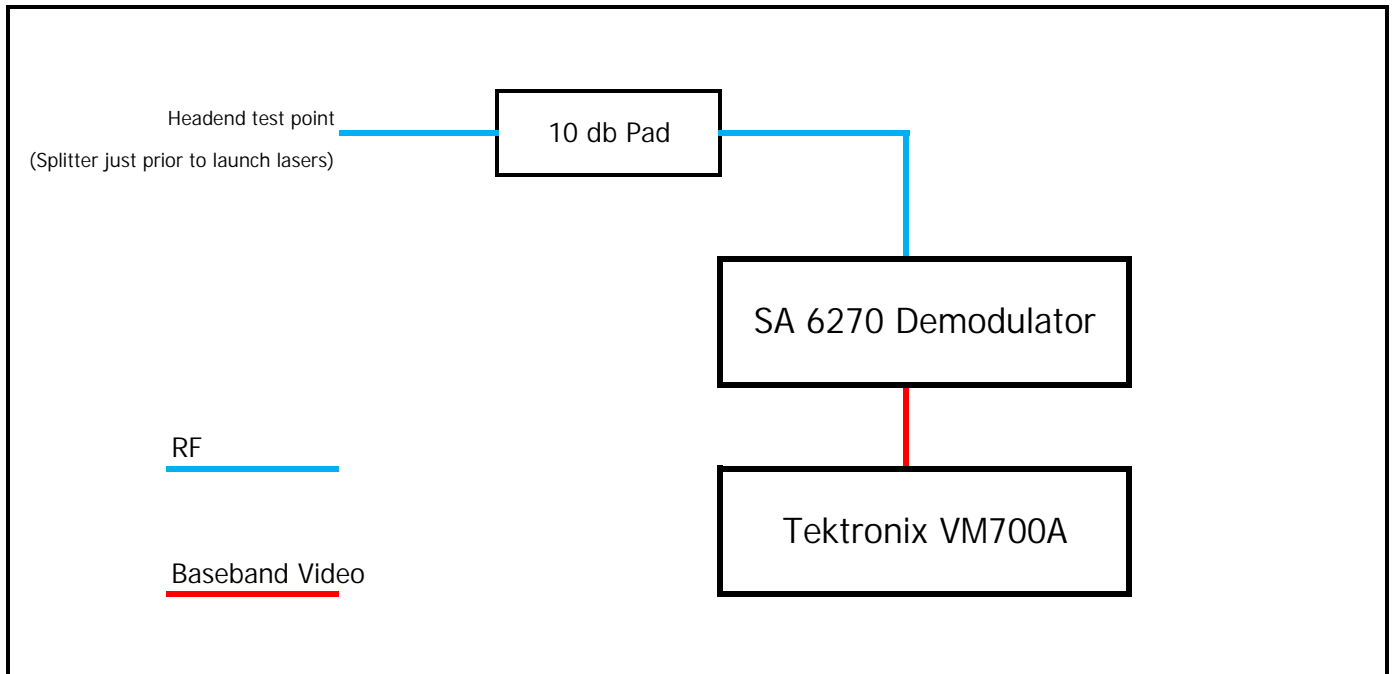 Headend test point
(Splitter just prior to launch lasers)
10 db Pad
SA 6270 Demodulator
RF
Tektronix VM700A
Baseband Video